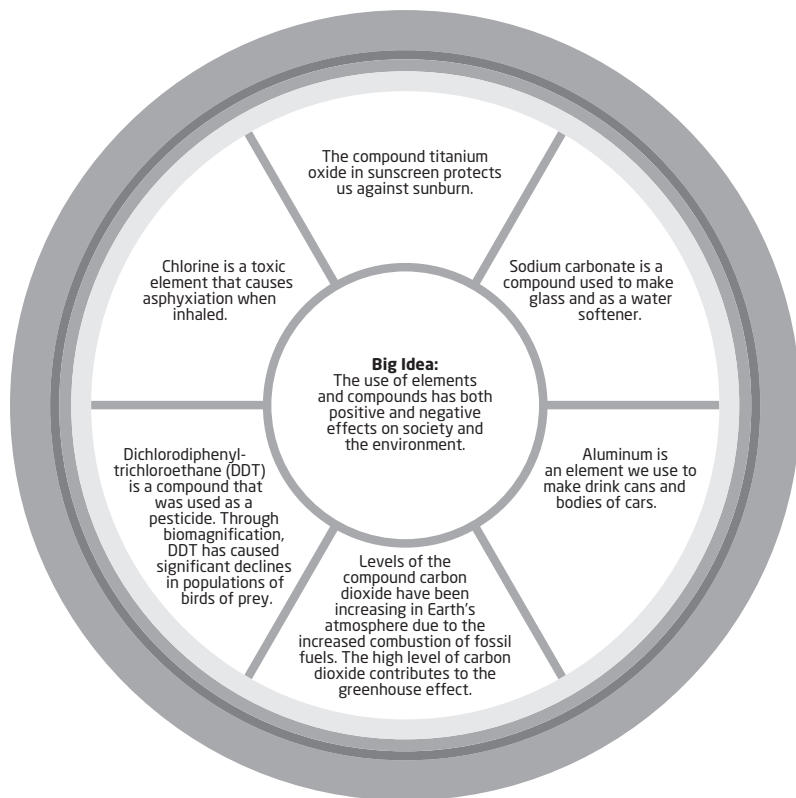 The compound titanium
oxide in sunscreen protects
us against sunburn.
Sodium carbonate is a
compound used to make
glass and as a water
softener.
Aluminum is
an element we use to
make drink cans and
bodies of cars.
Levels of the
compound carbon
dioxide have been
increasing in Earth's
atmosphere due to the
increased combustion of fossil
fuels. The high level of carbon
dioxide contributes to the
greenhouse effect.
Dichlorodiphenyl-
trichloroethane (DDT)
is a compound that
was used as a
pesticide. Through
biomagnification,
DDT has caused
significant declines
in populations of
birds of prey.
Chlorine is a toxic
element that causes
asphyxiation when
inhaled.
Big Idea:
The use of elements
and compounds has both
positive and negative
effects on society and
the environment.